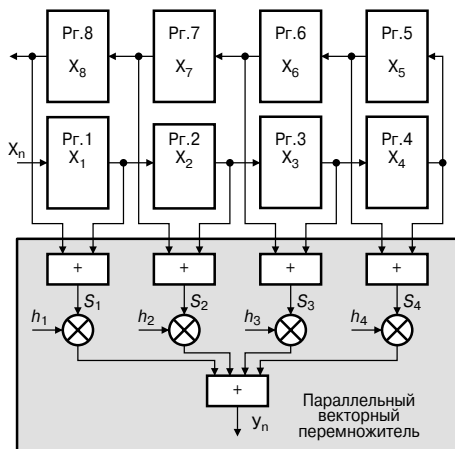 Рг.8 Рг.7 Рг.6 Рг.5
X8 X7 X6 X5
Xn Рг.1 Рг.2 Рг.3 Рг.4
X1 X2 X3 X4
+ + + +
S1 S2 S3 S4
h1 h2 h3 h4
+
yn
Параллельный
векторный
перемножитель